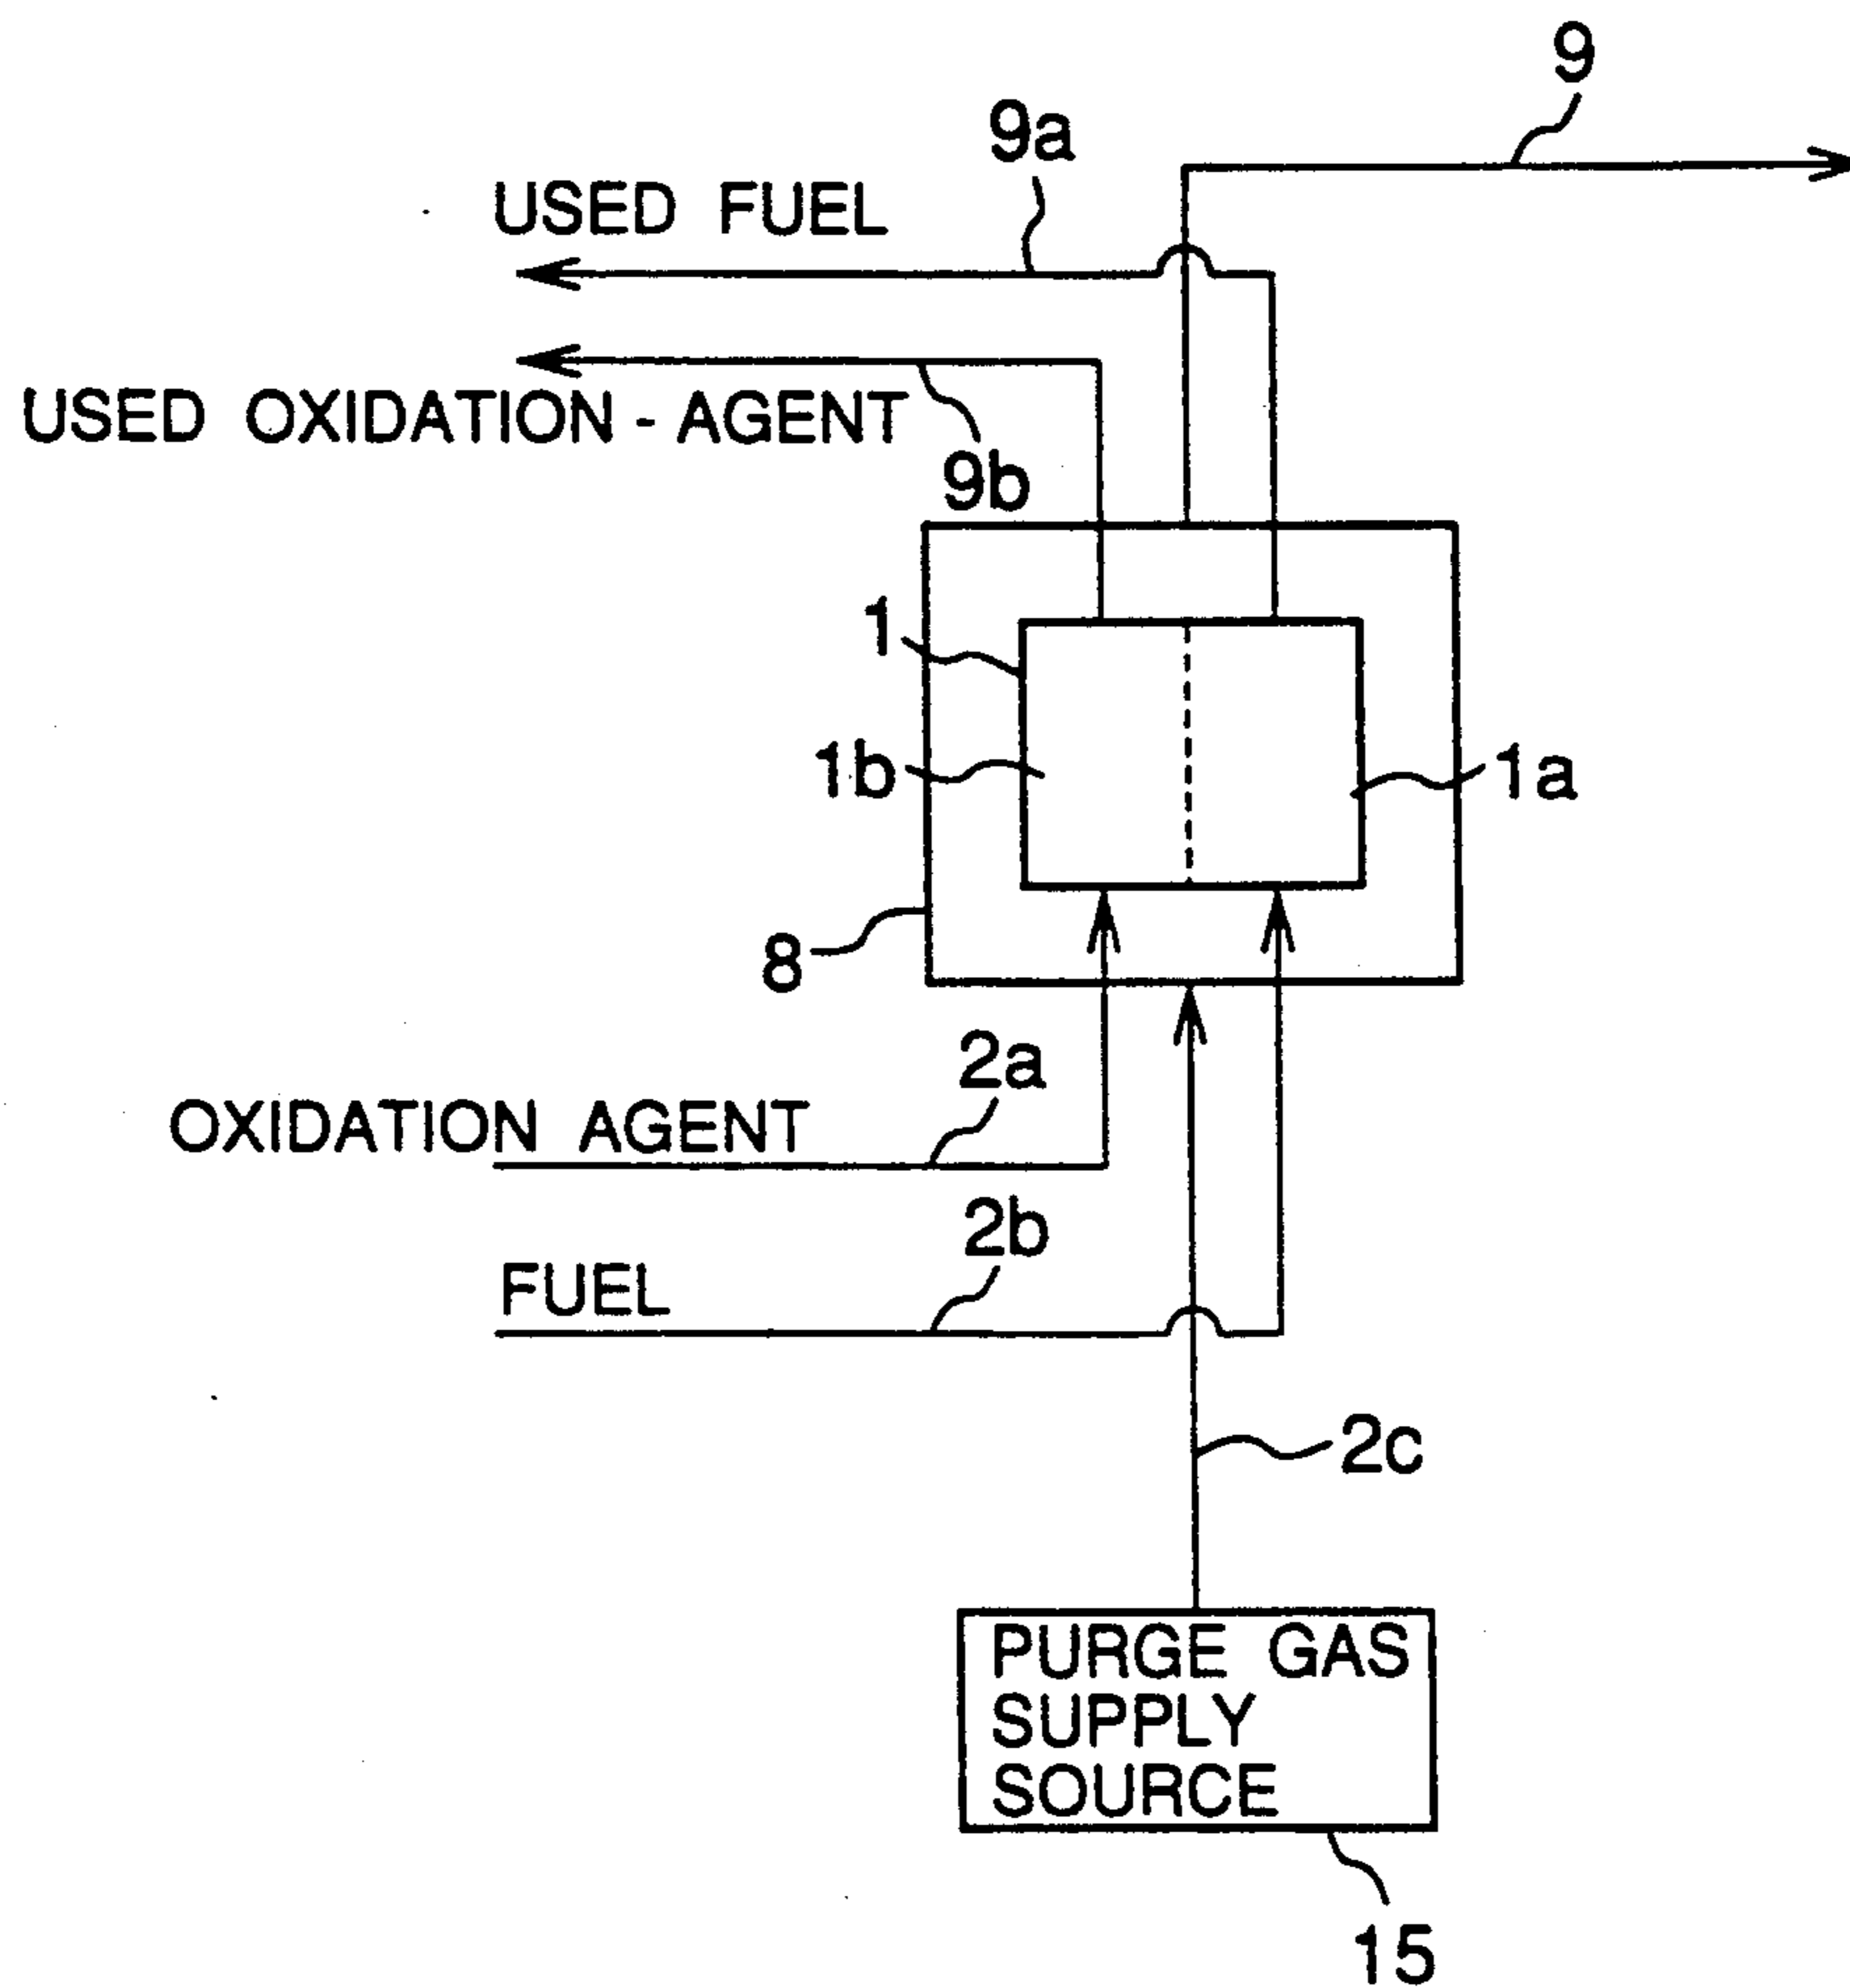 9
9a
USED FUEL
USED OXIDATION - AGENT
9b
1
1b
1a
8
2a
OXIDATION AGENT
2b
FUEL
2c
PURGE GAS
SUPPLY
SOURCE
15